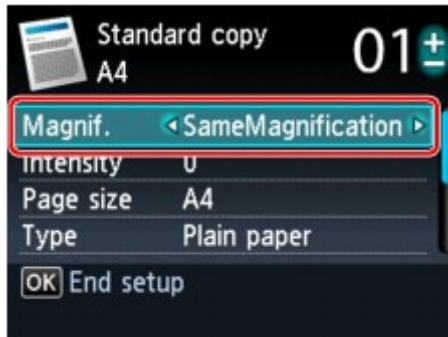 Standard copy
A4
01±
Magnif. SameMagnification
Intensity 0
Page size A4
Type Plain paper
OK End setup